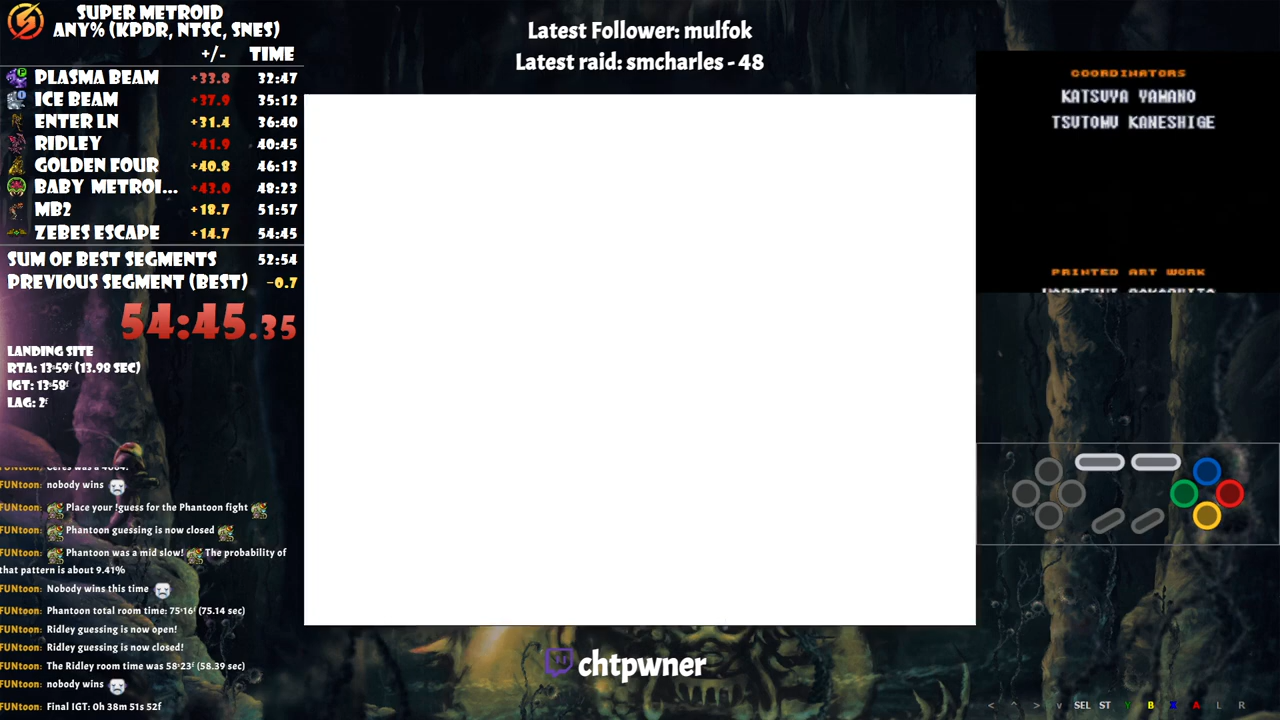 SUPER METROID
ANY% (KPDR, NTSC, SNES)
+/- TIME
PLASMA BEAM +33.8 32:47
ICE BEAM +37.9 35:12
ENTER LN +31.4 36:40
RIDLEY +41.9 40:45
GOLDEN FOUR +40.8 46:13
BABY METROI... +43.0 48:23
MB2 +18.7 51:57
ZEBES ESCAPE +14.7 54:45
SUM OF BEST SEGMENTS 52:54
PREVIOUS SEGMENT (BEST) -0.7
54:45.35
LANDING SITE
RTA: 13·59f (13.98 SEC)
IGT: 13·58f
LAG: 2f
FUNtoon: Ceres was a
FUNtoon: nobody wins
FUNtoon: Place your !guess for the Phantoon fight
FUNtoon: Phantoon guessing is now closed
FUNtoon: Phantoon was a mid slow! The probability of
that pattern is about 9.41%
FUNtoon: Nobody wins this time
FUNtoon: Phantoon total room time: 75·16f (75.14 sec)
FUNtoon: Ridley guessing is now open!
FUNtoon: Ridley guessing is now closed!
FUNtoon: The Ridley room time was 58·23f (58.39 sec)
FUNtoon: nobody wins
FUNtoon: Final IGT: 0h 38m 51s 52f
Latest Follower: mulfok
Latest raid: smcharles - 48
chtpwner
COORDINATORS
KATSUYA YAMANO
TSUTOMU KANESHIGE
PRINTED ART WORK
< ^ > v SEL ST Y B X A L R